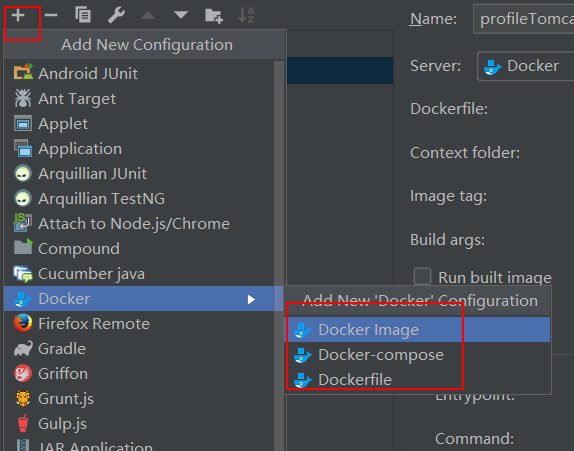 Add New Configuration
Android JUnit
Ant Target
Applet
Application
Arquillian JUnit
Arquillian TestNG
Attach to Node.js/Chrome
Compound
Cucumber java
Docker
Firefox Remote
Gradle
Griffon
Grunt.js
Gulp.js
JAR Application
Name: profileTomca
Server: Docker
Dockerfile:
Context folder:
Image tag:
Build args:
Run built image
Add New 'Docker' Configuration
Docker Image
Docker-compose
Dockerfile
Entrypoint:
Command: